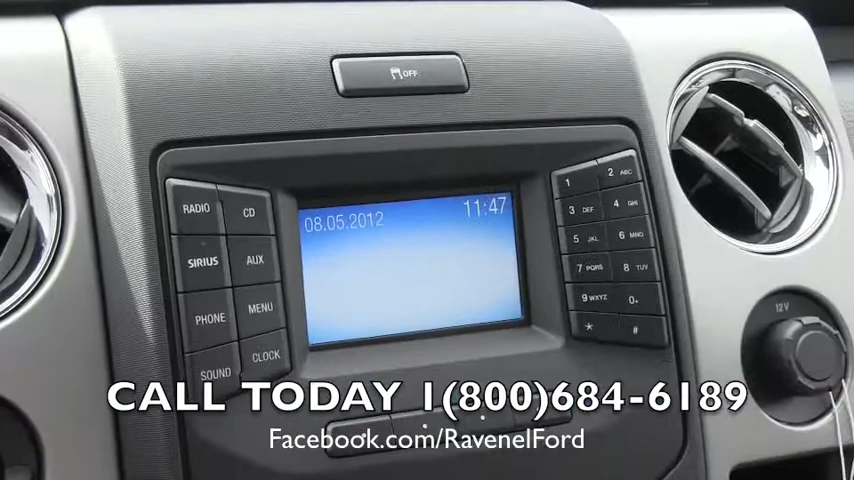 OFF
08.05.2012 11:47
RADIO CD
SIRIUS AUX
PHONE MENU
SOUND CLOCK
1 2 ABC
3 DEF 4 GHI
5 JKL 6 MNO
7 PQRS 8 TUV
9 WXYZ 0+
* #
12V
CALL TODAY 1(800)684-6189
Facebook.com/RavenelFord